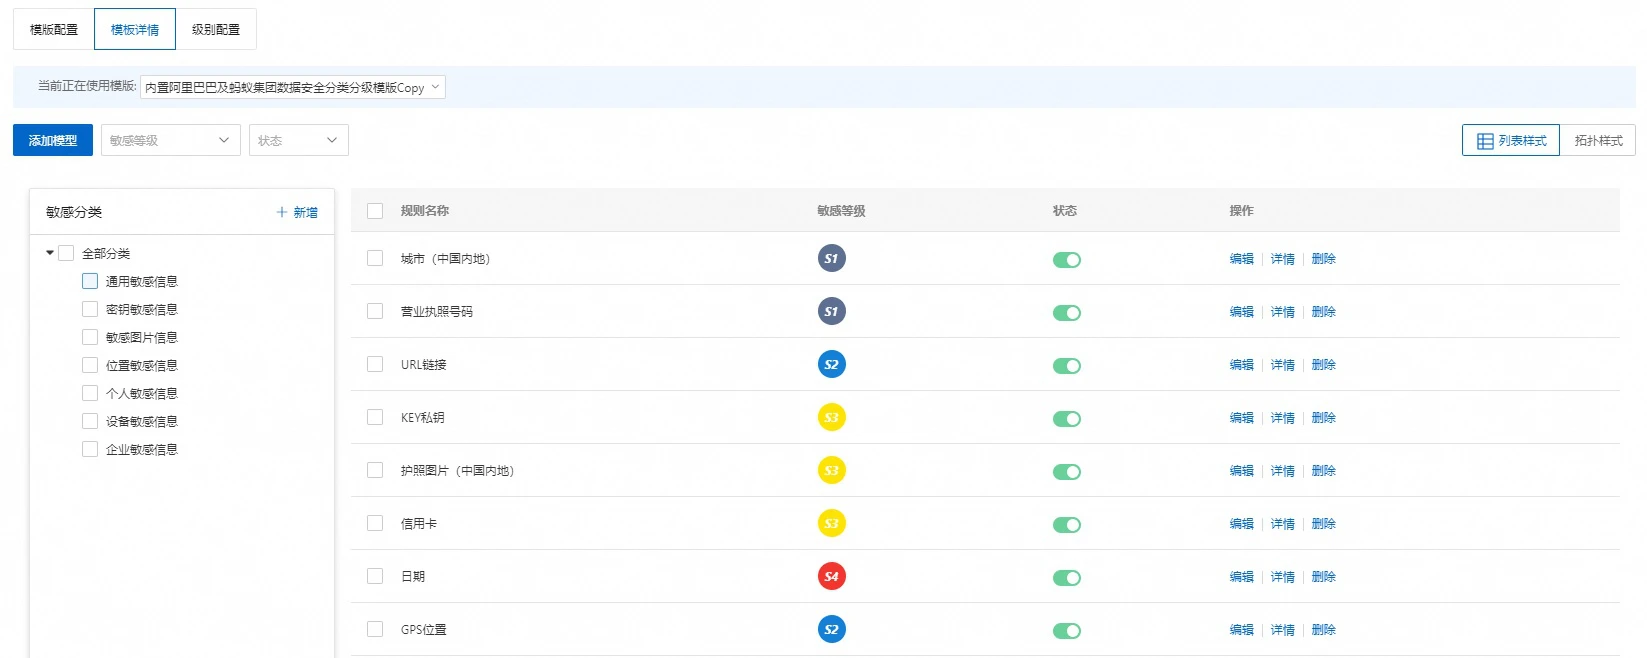 模版配置 模板详情 级别配置
当前正在使用模版: 内置阿里巴巴及蚂蚁集团数据安全分类分级模版Copy
添加模型 敏感等级 状态 列表样式 拓扑样式
敏感分类 + 新增
全部分类
通用敏感信息
密钥敏感信息
敏感图片信息
位置敏感信息
个人敏感信息
设备敏感信息
企业敏感信息
规则名称 敏感等级 状态 操作
城市（中国内地） S1 编辑 详情 删除
营业执照号码 S1 编辑 详情 删除
URL链接 S2 编辑 详情 删除
KEY私钥 S3 编辑 详情 删除
护照图片（中国内地） S3 编辑 详情 删除
信用卡 S3 编辑 详情 删除
日期 S4 编辑 详情 删除
GPS位置 S2 编辑 详情 删除